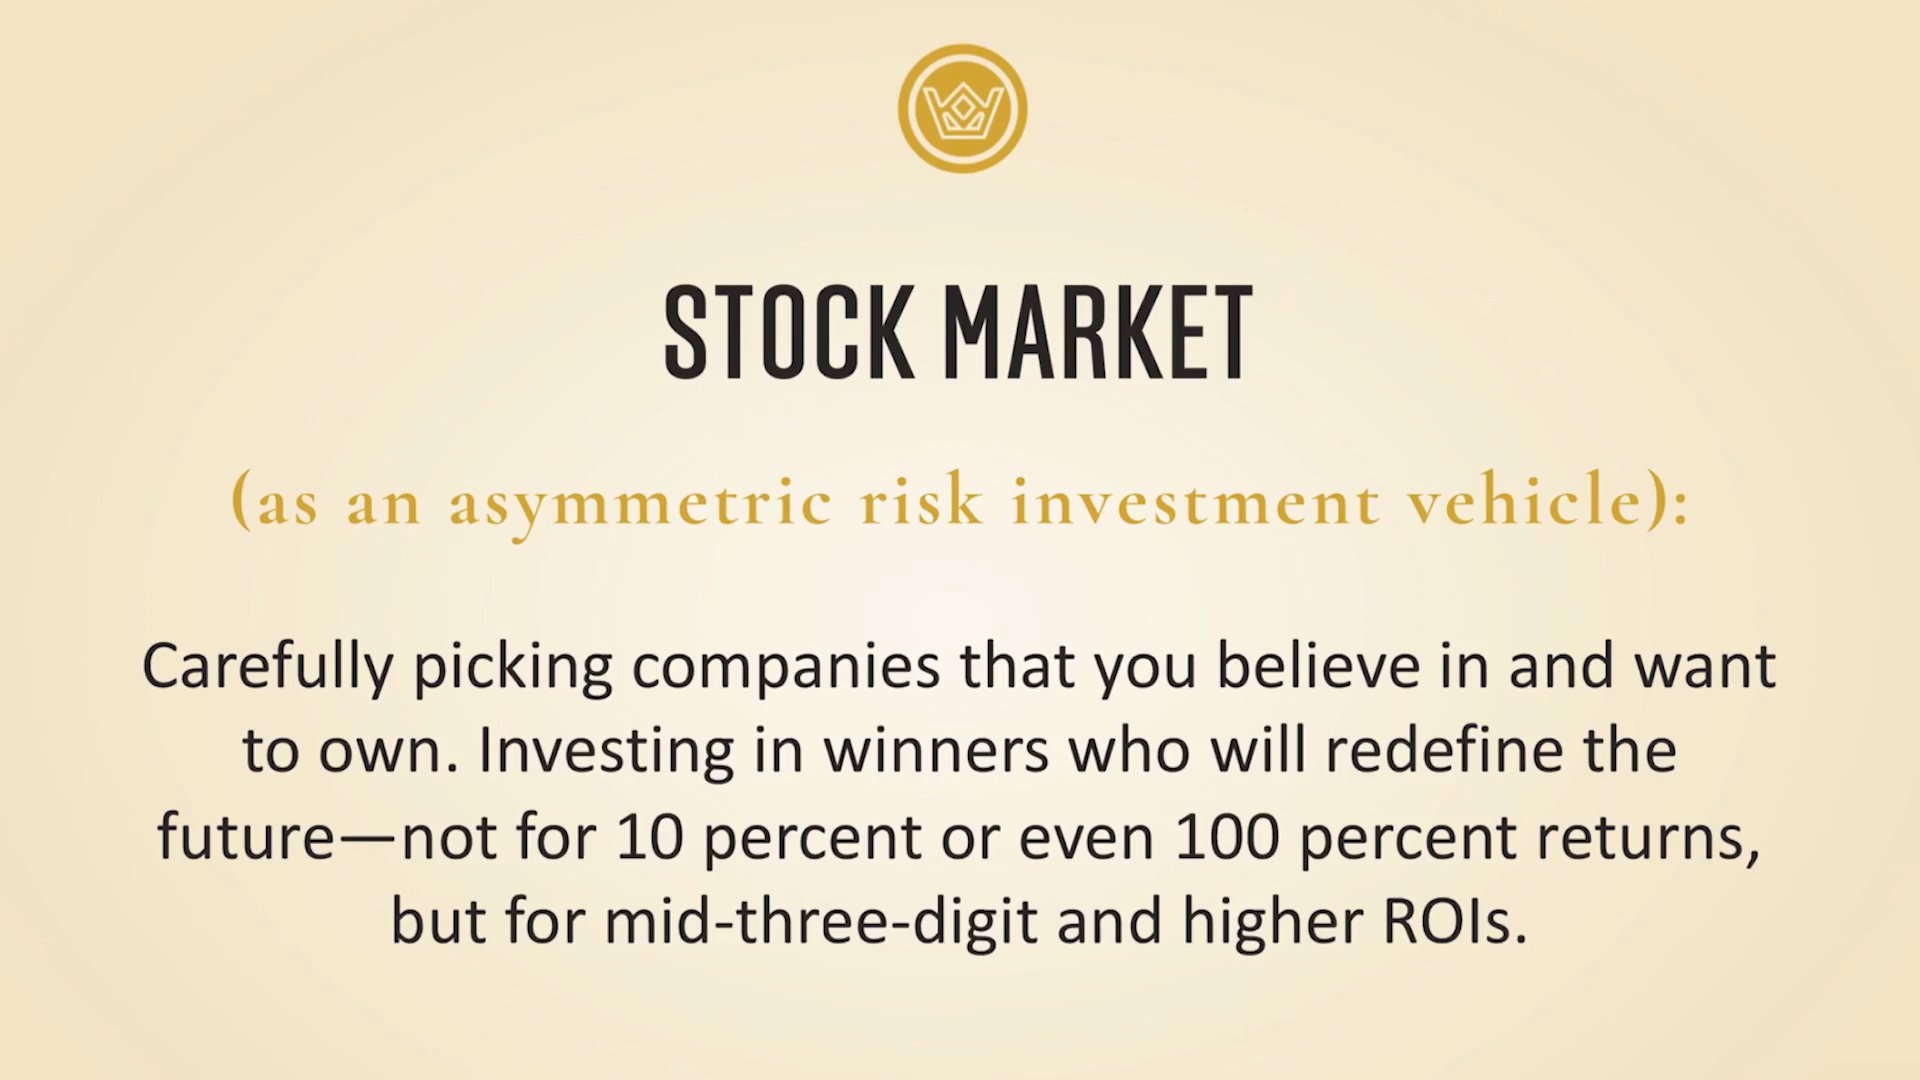 STOCK MARKET
(as an asymmetric risk investment vehicle):
Carefully picking companies that you believe in and want
to own. Investing in winners who will redefine the
future—not for 10 percent or even 100 percent returns,
but for mid-three-digit and higher ROIs.